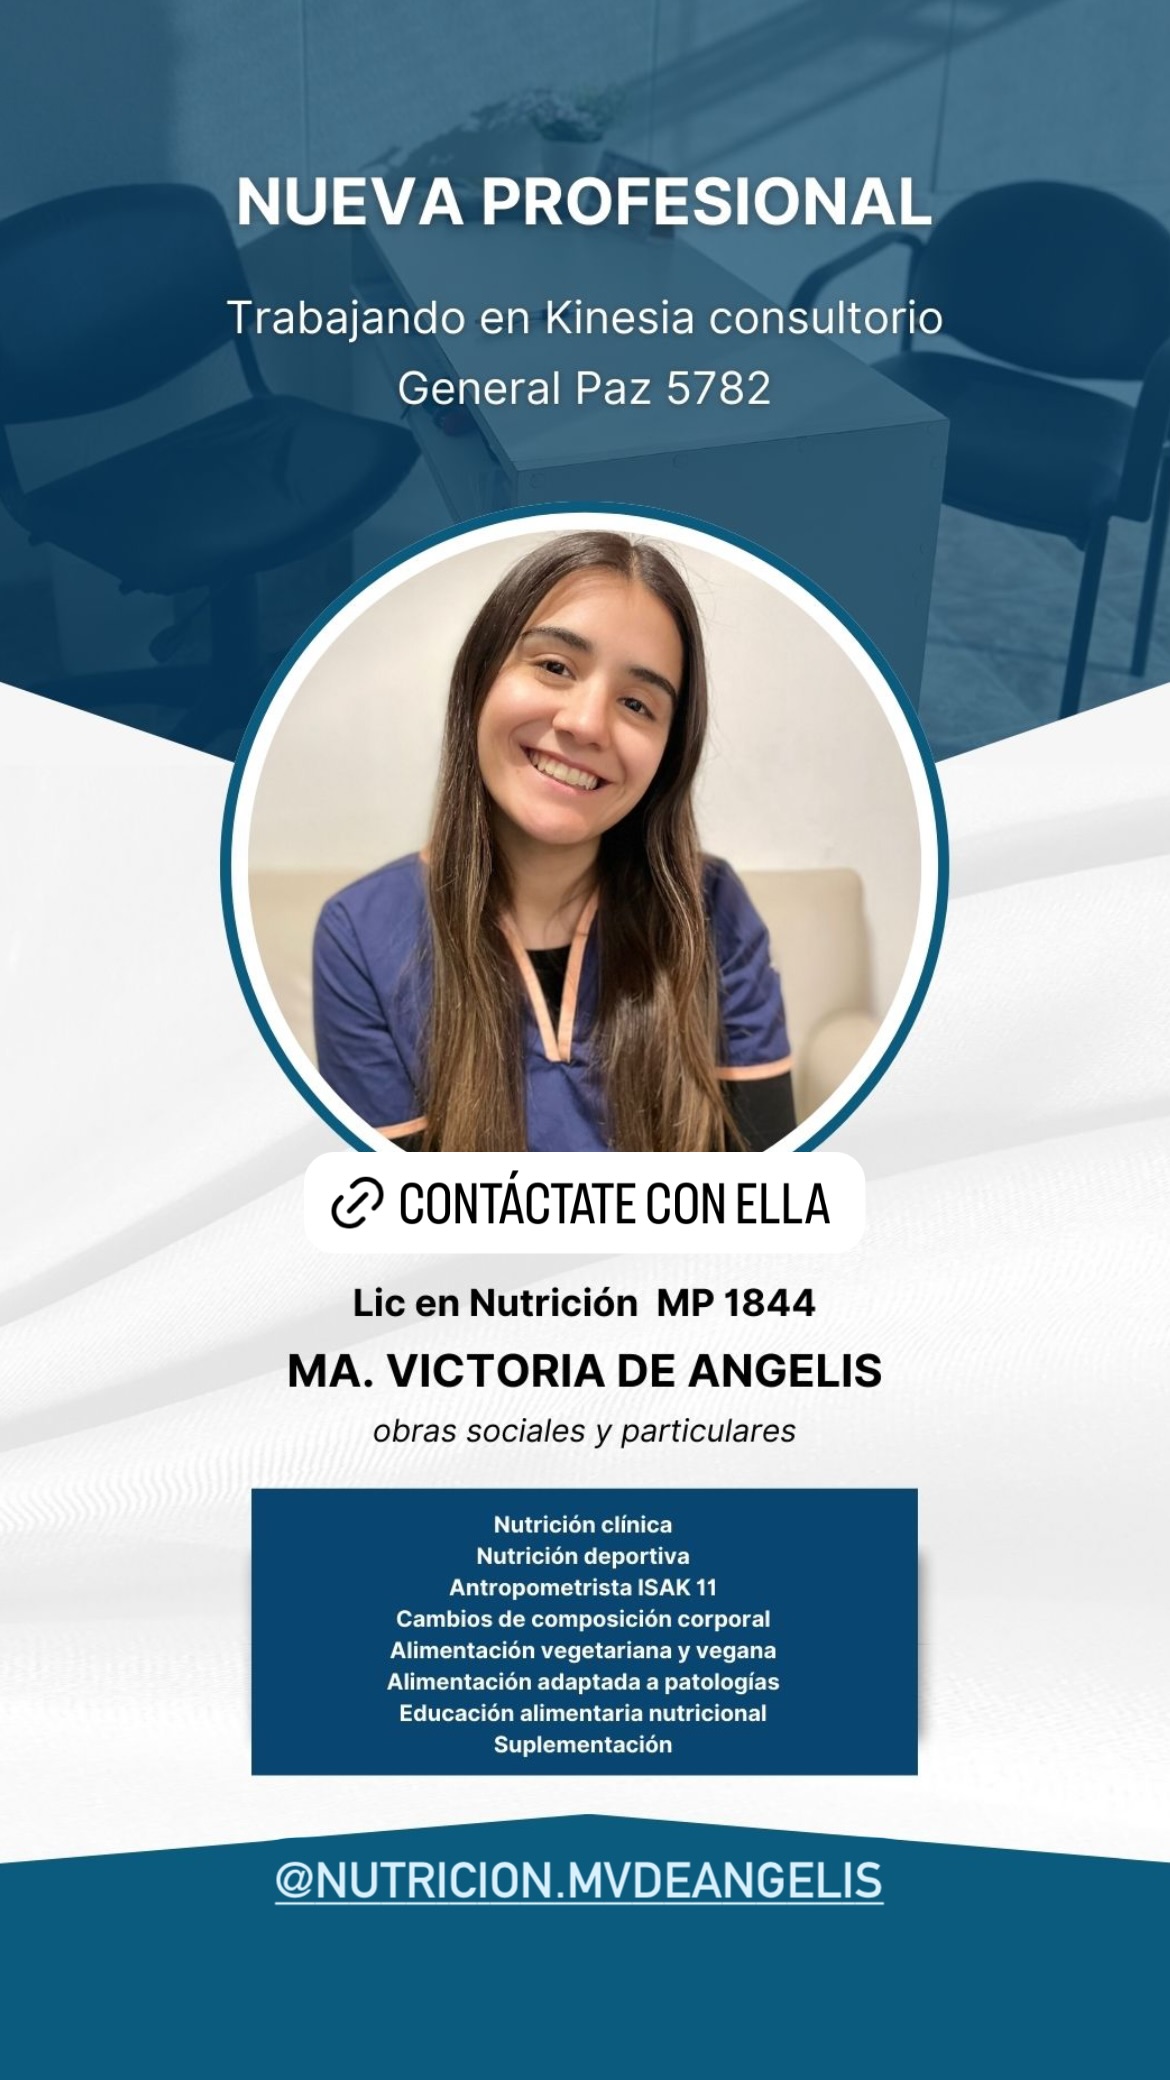 NUEVA PROFESIONAL
Trabajando en Kinesia consultorio
General Paz 5782
CONTÁCTATE CON ELLA
Lic en Nutrición  MP 1844
MA. VICTORIA DE ANGELIS
obras sociales y particulares
Nutrición clínica
Nutrición deportiva
Antropometrista ISAK 11
Cambios de composición corporal
Alimentación vegetariana y vegana
Alimentación adaptada a patologías
Educación alimentaria nutricional
Suplementación
@NUTRICION.MVDEANGELIS